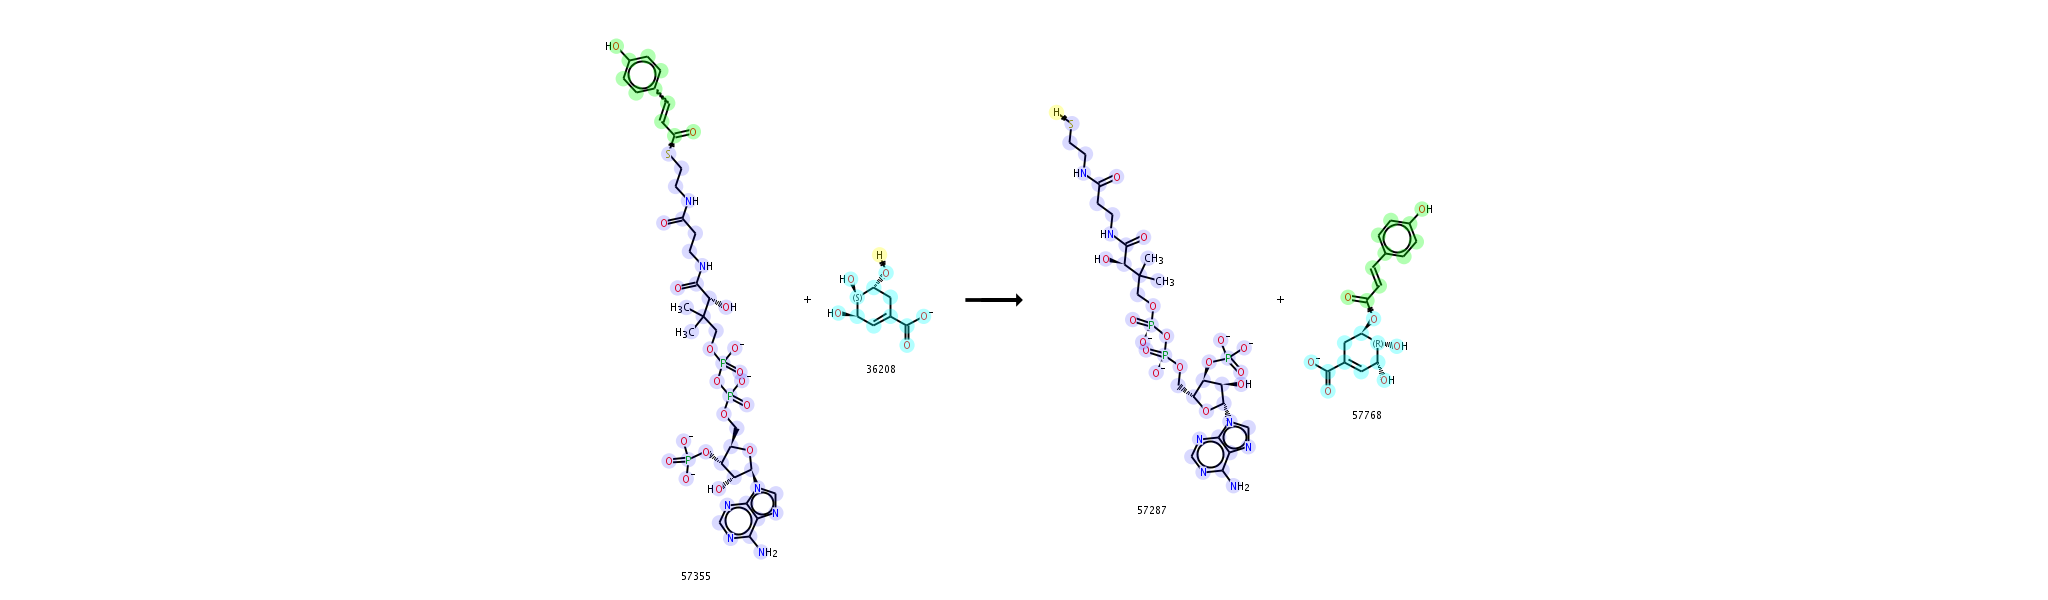 HO
O
S
NH
O
NH
O
OH
H3C
H3C
O
O-
P
O
O
O-
P
O
O
O-
O
P
O
O-
O
HO
N
N
N
N
NH2
57355
+
H
O
HO
(S)
HO
O-
O
36208
H
S
HN
O
HN
O
HO
CH3
CH3
O
O
P
O-
O
O
P
O-
O
O-
O-
P
O
O
OH
O
N
N
N
N
NH2
57287
+
OH
O
O
(R)
OH
OH
O-
O
57768